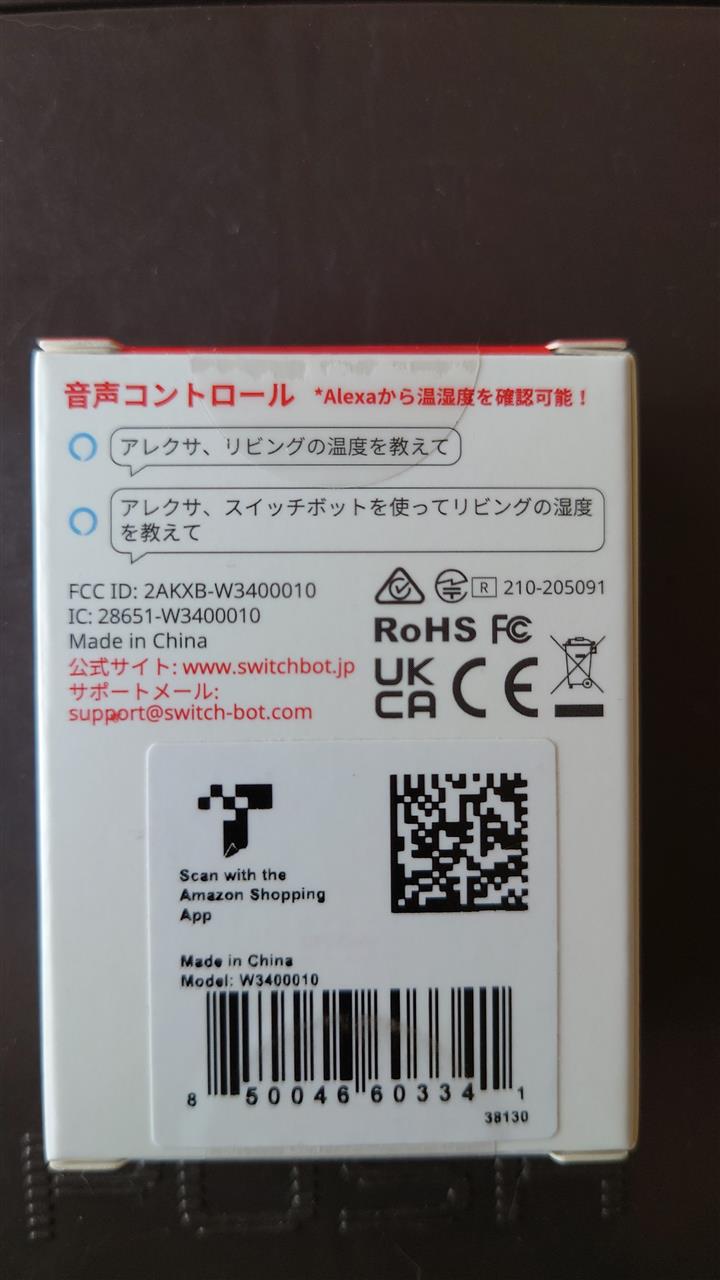 音声コントロール *Alexaから温湿度を確認可能！
アレクサ、リビングの温度を教えて
アレクサ、スイッチボットを使ってリビングの湿度
を教えて
FCC ID: 2AKXB-W3400010
IC: 28651-W3400010
Made in China
公式サイト: www.switchbot.jp
サポートメール:
support@switch-bot.com
R 210-205091
RoHS FC
UK
CA CE
Scan with the
Amazon Shopping
App
Made in China
Model: W3400010
8 50046 60334 1
38130